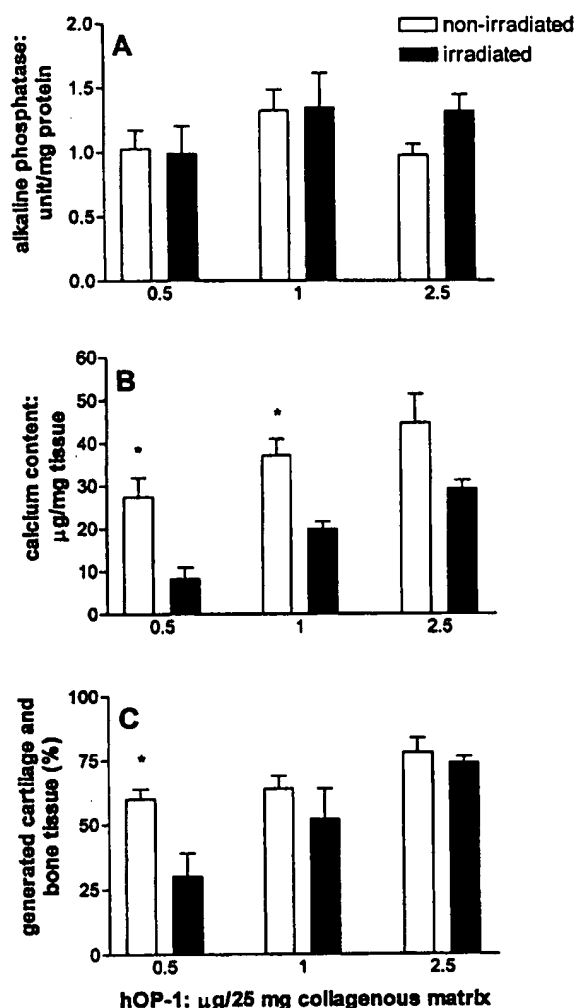 non-irradiated
irradiated
A
alkaline phosphatase:
unit/mg protein
2.0
1.5
1.0
0.5
0.0
0.5 1 2.5
B
calcium content:
µg/mg tissue
60
50
40
30
20
10
0
*
*
0.5 1 2.5
C
generated cartilage and
bone tissue (%)
100
75
50
25
0
*
0.5 1 2.5
hOP-1: µg/25 mg collagenous matrix